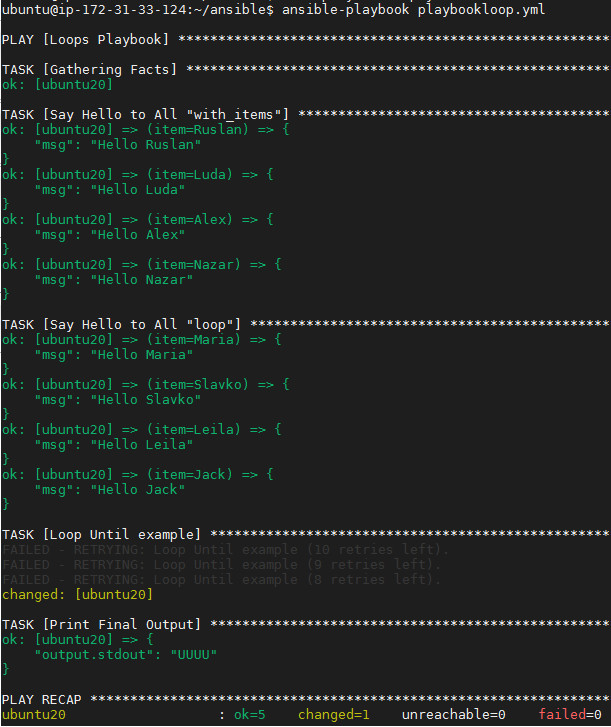 ubuntu@ip-172-31-33-124:~/ansible$ ansible-playbook playbookloop.yml
PLAY [Loops Playbook] ******************************************************
TASK [Gathering Facts] *****************************************************
ok: [ubuntu20]
TASK [Say Hello to All "with_items"] ***************************************
ok: [ubuntu20] => (item=Ruslan) => {
    "msg": "Hello Ruslan"
}
ok: [ubuntu20] => (item=Luda) => {
    "msg": "Hello Luda"
}
ok: [ubuntu20] => (item=Alex) => {
    "msg": "Hello Alex"
}
ok: [ubuntu20] => (item=Nazar) => {
    "msg": "Hello Nazar"
}
TASK [Say Hello to All "loop"] *********************************************
ok: [ubuntu20] => (item=Maria) => {
    "msg": "Hello Maria"
}
ok: [ubuntu20] => (item=Slavko) => {
    "msg": "Hello Slavko"
}
ok: [ubuntu20] => (item=Leila) => {
    "msg": "Hello Leila"
}
ok: [ubuntu20] => (item=Jack) => {
    "msg": "Hello Jack"
}
TASK [Loop Until example] **************************************************
FAILED - RETRYING: Loop Until example (10 retries left).
FAILED - RETRYING: Loop Until example (9 retries left).
FAILED - RETRYING: Loop Until example (8 retries left).
changed: [ubuntu20]
TASK [Print Final Output] **************************************************
ok: [ubuntu20] => {
    "output.stdout": "UUUU"
}
PLAY RECAP *****************************************************************
ubuntu20                   : ok=5    changed=1    unreachable=0    failed=0